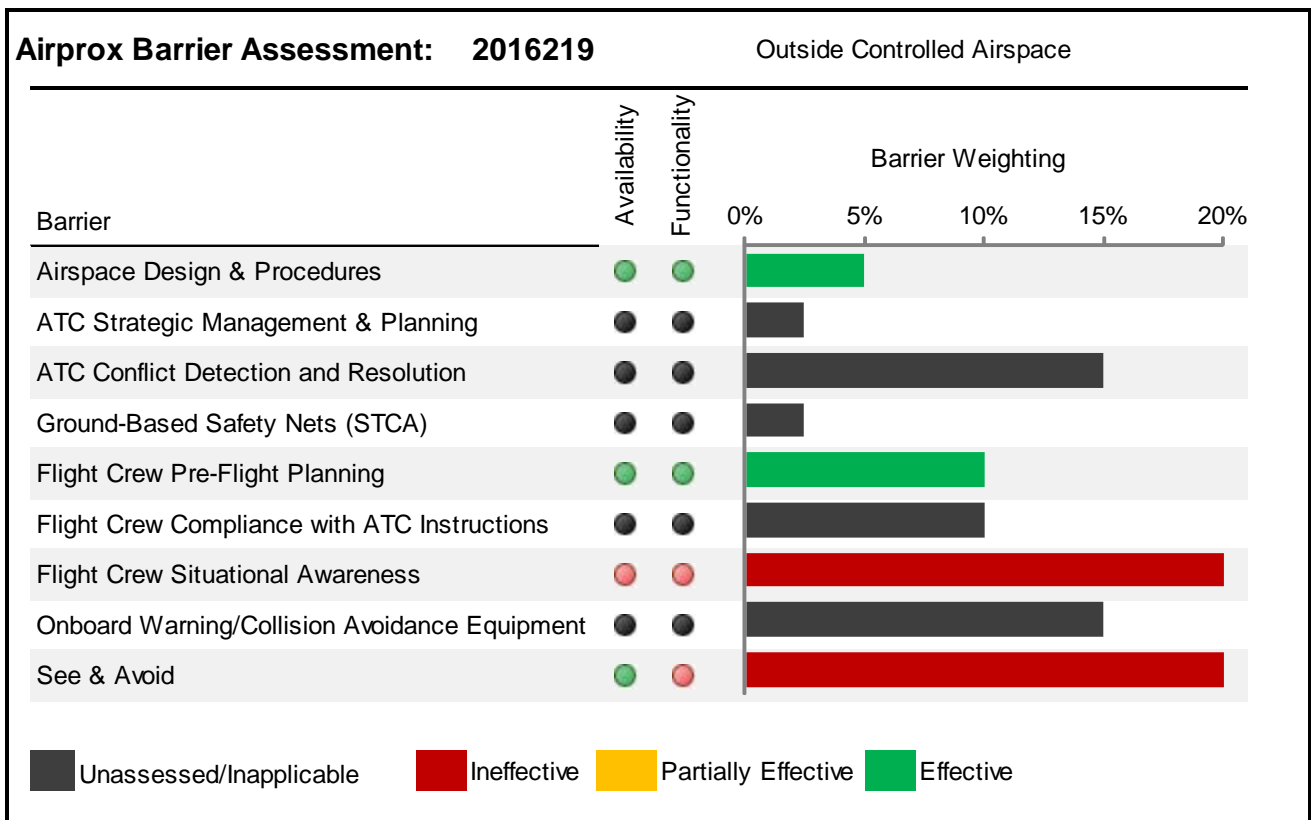 Airprox Barrier Assessment: 2016219 Outside Controlled Airspace
Availability
Functionality
Barrier Weighting
Barrier
0% 5% 10% 15% 20%
Airspace Design & Procedures
ATC Strategic Management & Planning
ATC Conflict Detection and Resolution
Ground-Based Safety Nets (STCA)
Flight Crew Pre-Flight Planning
Flight Crew Compliance with ATC Instructions
Flight Crew Situational Awareness
Onboard Warning/Collision Avoidance Equipment
See & Avoid
Unassessed/Inapplicable Ineffective Partially Effective Effective